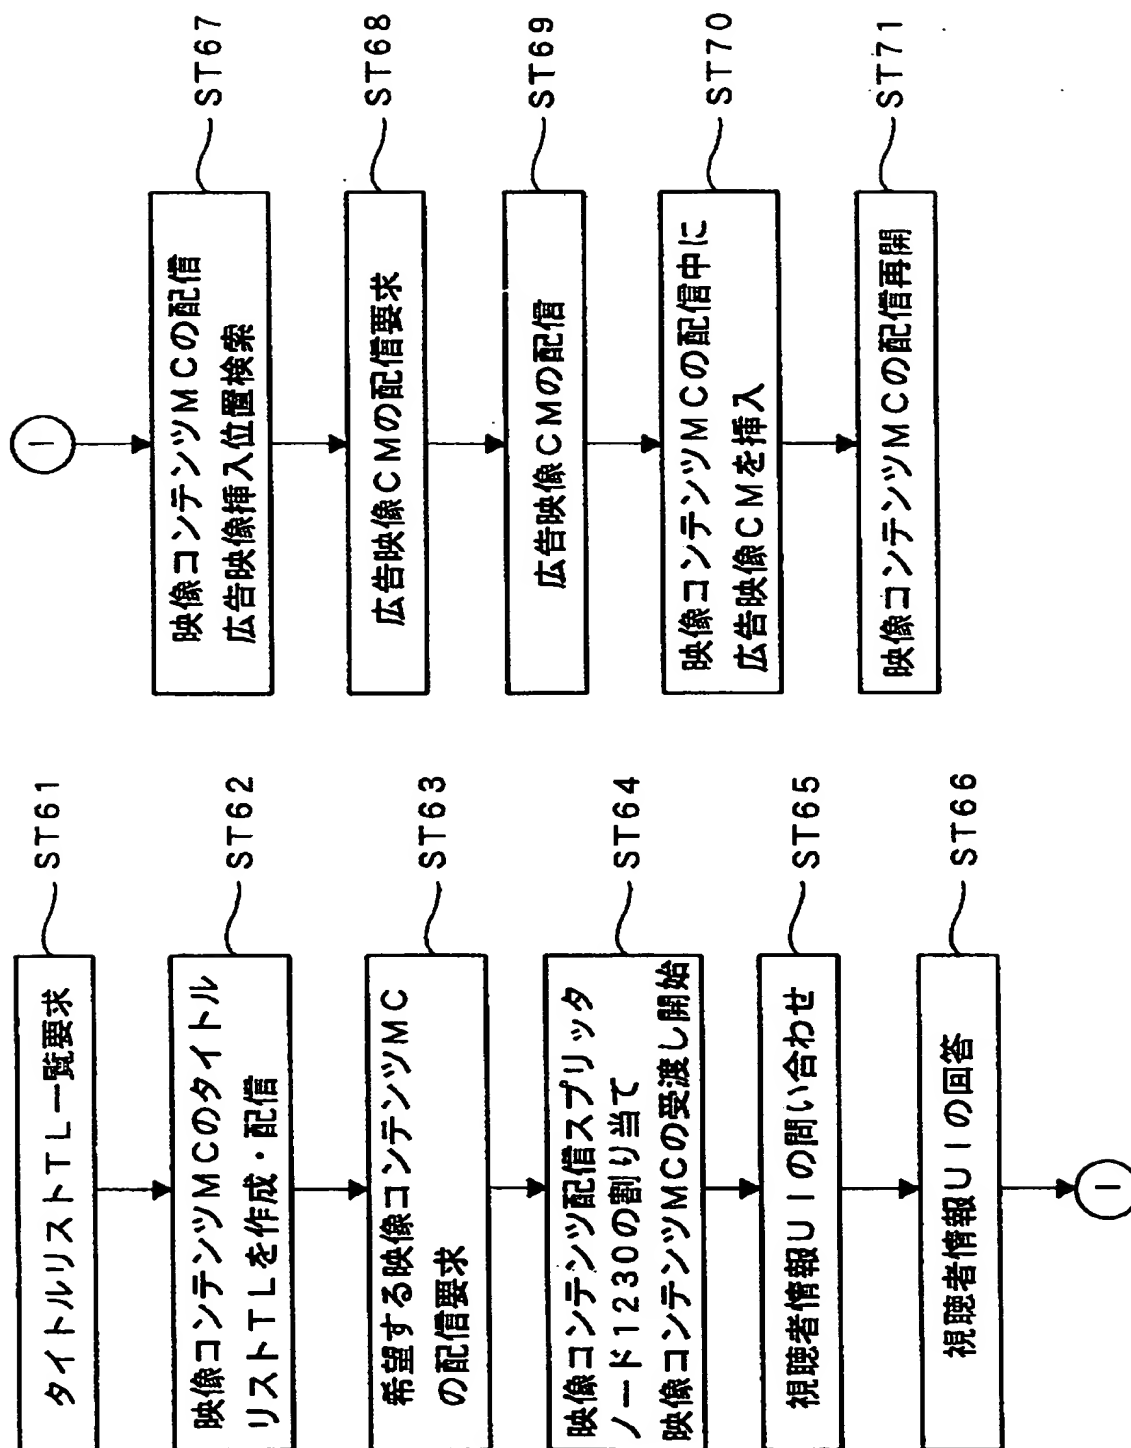 タイトルリストTL一覧要求
ST61
映像コンテンツMCのタイトル
リストTLを作成・配信
ST62
希望する映像コンテンツMC
の配信要求
ST63
映像コンテンツ配信スプリッタ
ノード1230の割り当て
映像コンテンツMCの受渡し開始
ST64
視聴者情報UIの問い合わせ
ST65
視聴者情報UIの回答
ST66
1
1
映像コンテンツMCの配信
広告映像挿入位置検索
ST67
広告映像CMの配信要求
ST68
広告映像CMの配信
ST69
映像コンテンツMCの配信中に
広告映像CMを挿入
ST70
映像コンテンツMCの配信再開
ST71